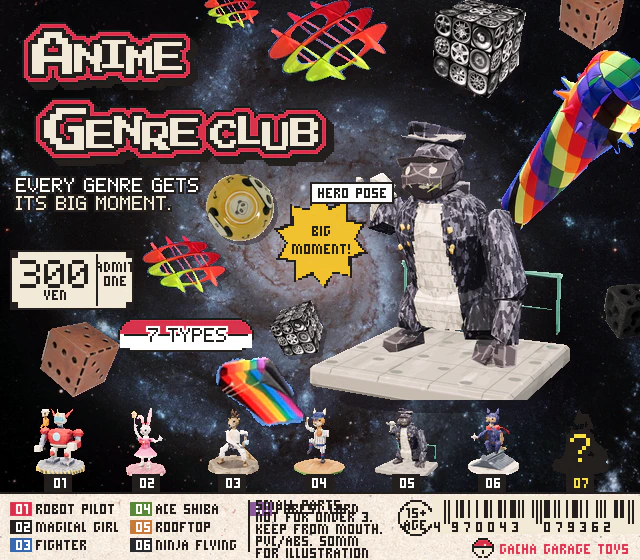 ANIME
GENRE CLUB
EVERY GENRE GETS
ITS BIG MOMENT.
HERO POSE
BIG
MOMENT!
300
YEN
ADMIT
ONE
7 TYPES
?
01
02
03
04
05
06
07
01 ROBOT PILOT
02 MAGICAL GIRL
03 FIGHTER
04 ACE SHIBA
05 ROOFTOP
06 NINJA FLYING
SMALL PARTS.
NOT FOR UNDER 3.
KEEP FROM MOUTH.
PVC/ABS. 50MM
FOR ILLUSTRATION
15+
AGE
4 970043 079362
GACHA GARAGE TOYS